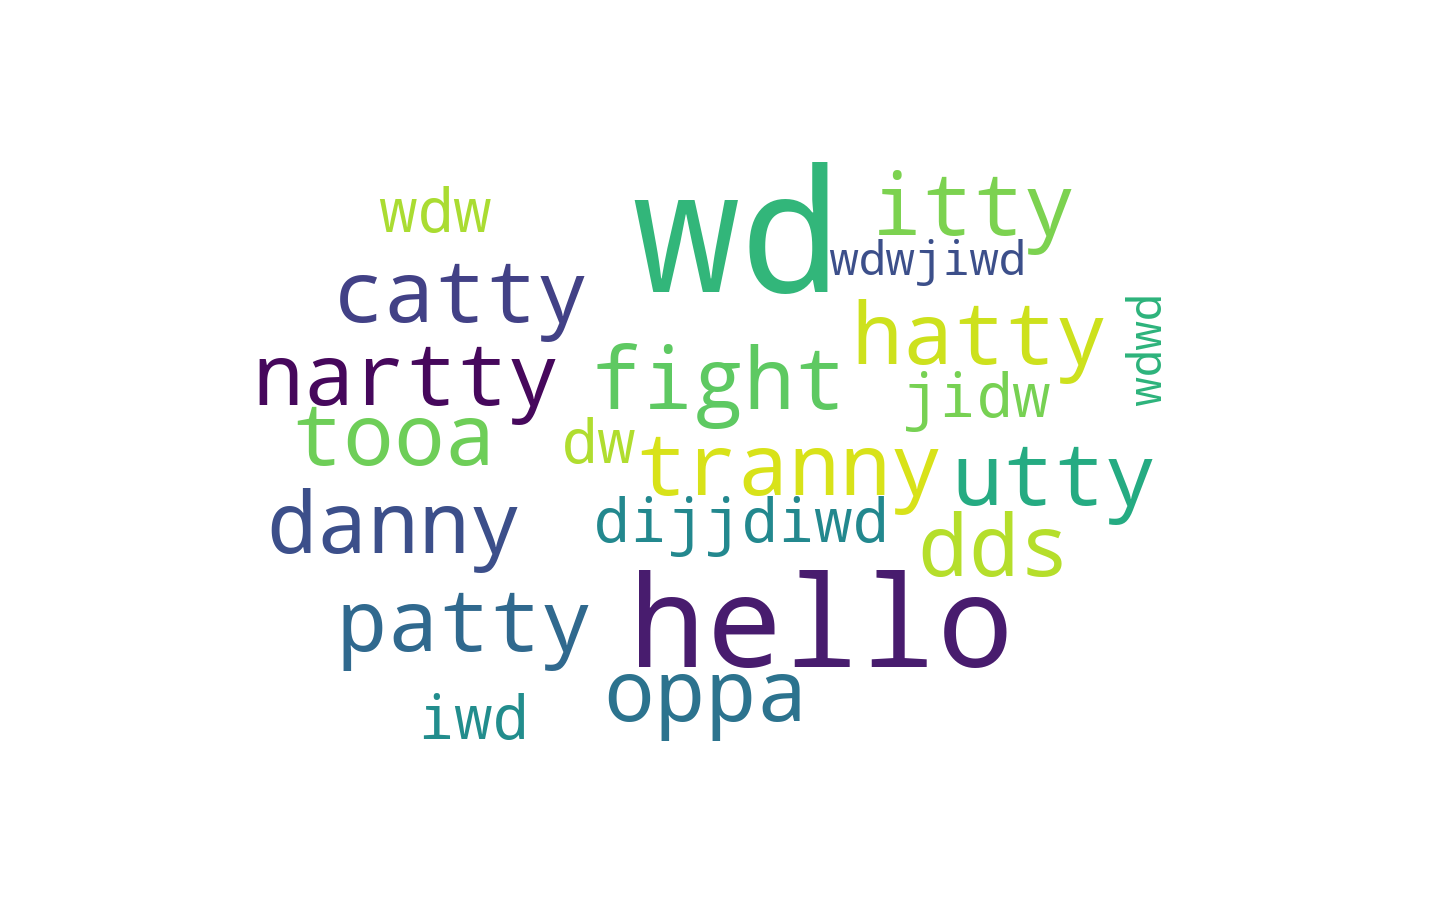 wd
itty
wdw
wdwjiwd
catty
hatty
wdwd
nartty
fight
jidw
tooa
dw
tranny
utty
danny
dijjdiwd
dds
hello
patty
oppa
iwd